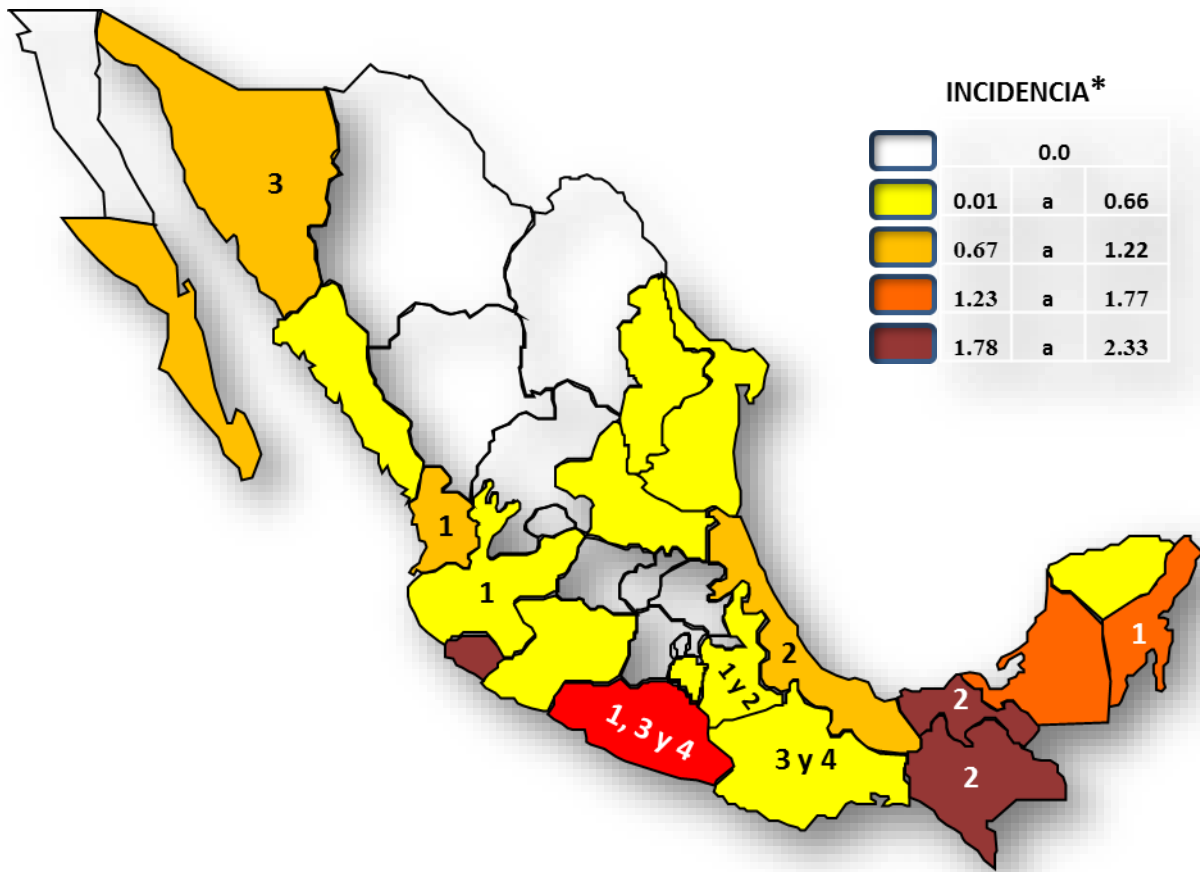 INCIDENCIA*
0.0
0.01 a 0.66
0.67 a 1.22
1.23 a 1.77
1.78 a 2.33
3
1
1
2
1
1 y 2
2
1, 3 y 4
3 y 4
2